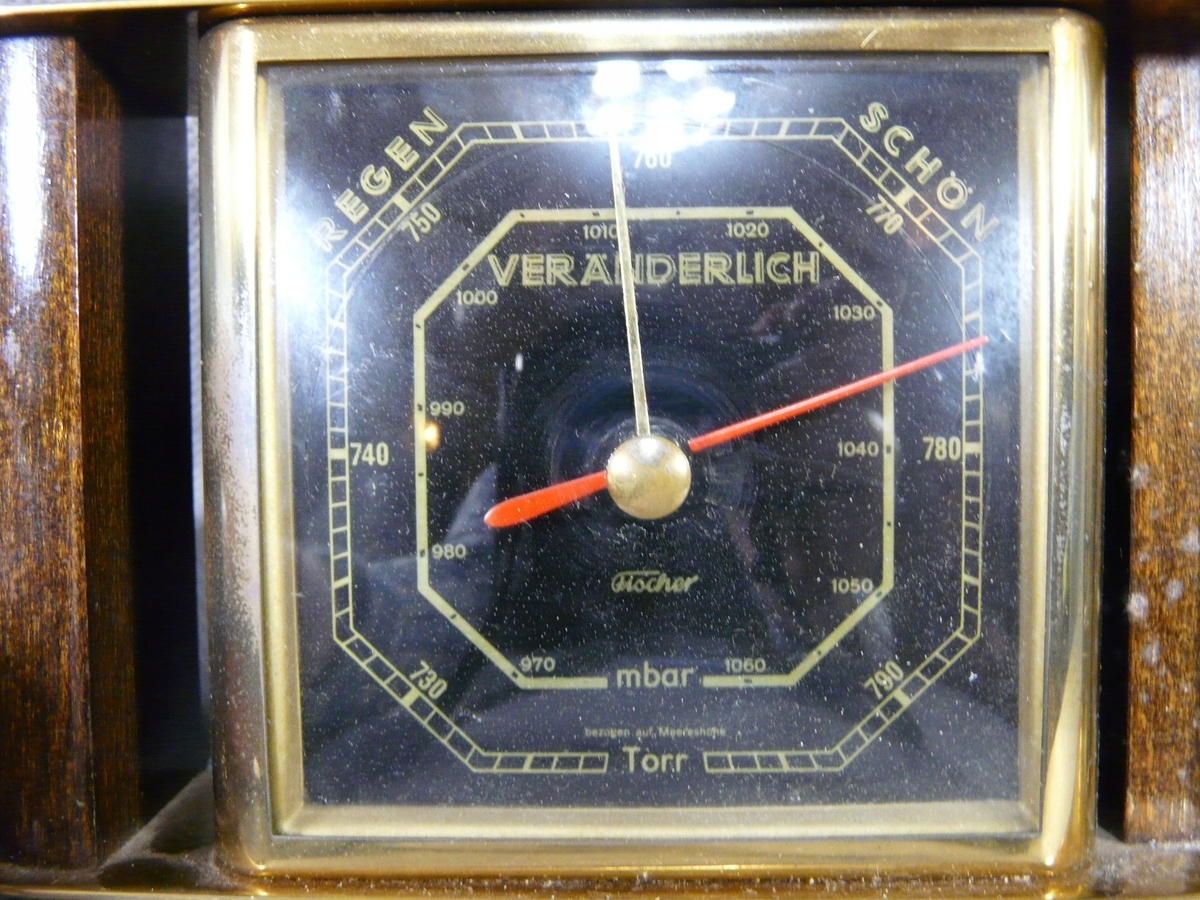 REGEN
SCHÖN
760
750
770
1010
1020
VERÄNDERLICH
1000
1030
990
740
1040
780
980
Fischer
1050
970
mbar
1060
730
790
bezogen auf Meereshöhe
Torr